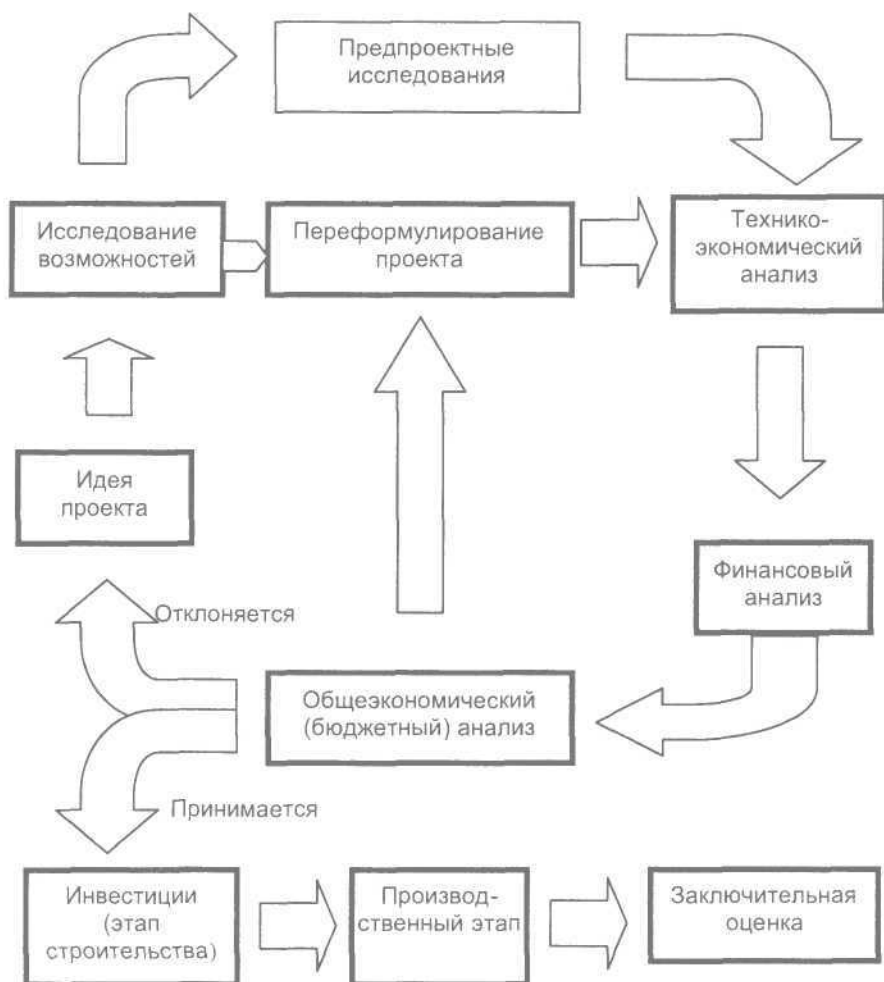 Предпроектные
исследования
Исследование
возможностей
Переформулирование
проекта
Технико-
экономический
анализ
Идея
проекта
Финансовый
анализ
Отклоняется
Общеэкономический
(бюджетный) анализ
Принимается
Инвестиции
(этап
строительства)
Производ-
ственный этап
Заключительная
оценка